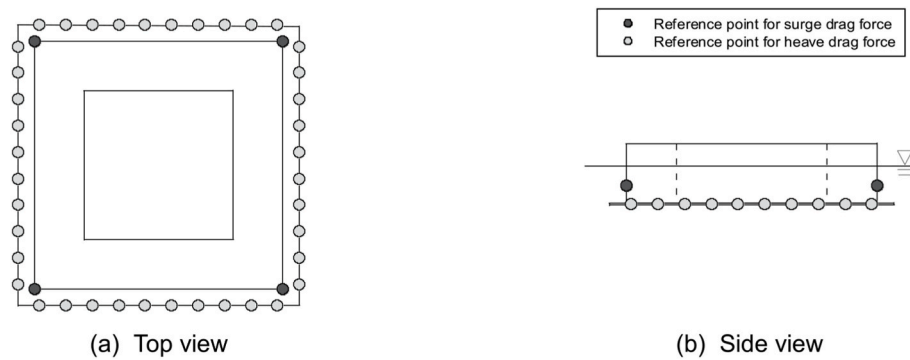 Reference point for surge drag force
Reference point for heave drag force
(a) Top view
(b) Side view